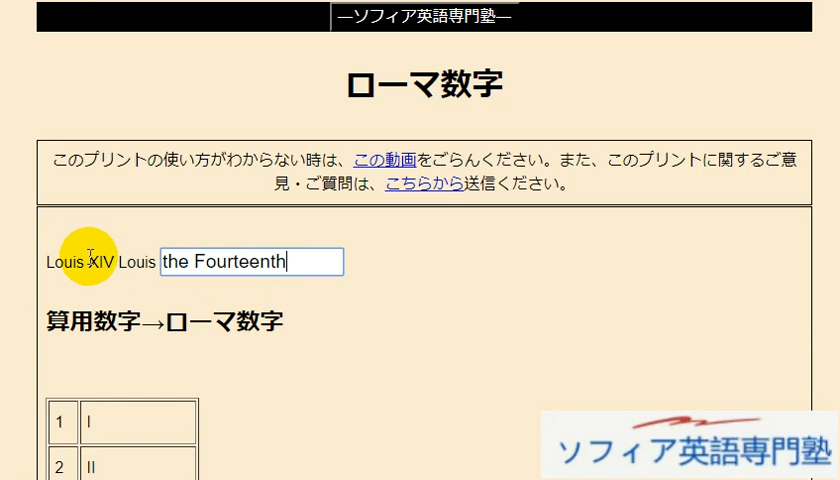 —ソフィア英語専門塾—
ローマ数字
このプリントの使い方がわからない時は、この動画をごらんください。また、このプリントに関するご意
見・ご質問は、こちらから送信ください。
Louis XIV Louis the Fourteenth
算用数字→ローマ数字
1 I
2 II
ソフィア英語専門塾